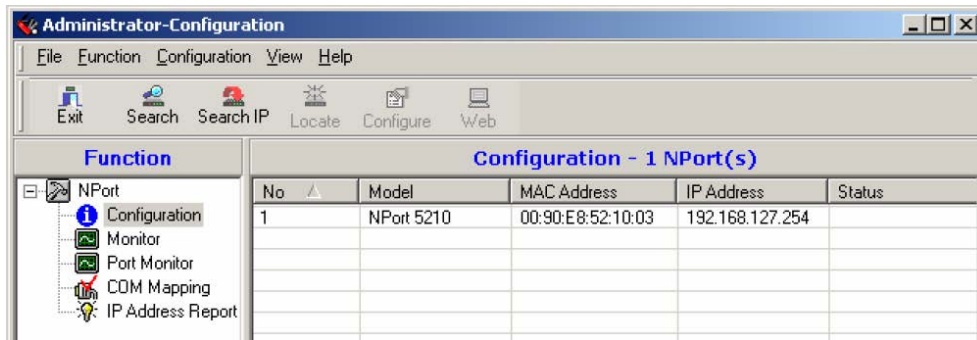 Administrator-Configuration
File Function Configuration View Help
Exit Search Search IP Locate Configure Web
Function
Configuration - 1 NPort(s)
NPort
Configuration
Monitor
Port Monitor
COM Mapping
IP Address Report
No Model MAC Address IP Address Status
1 NPort 5210 00:90:E8:52:10:03 192.168.127.254